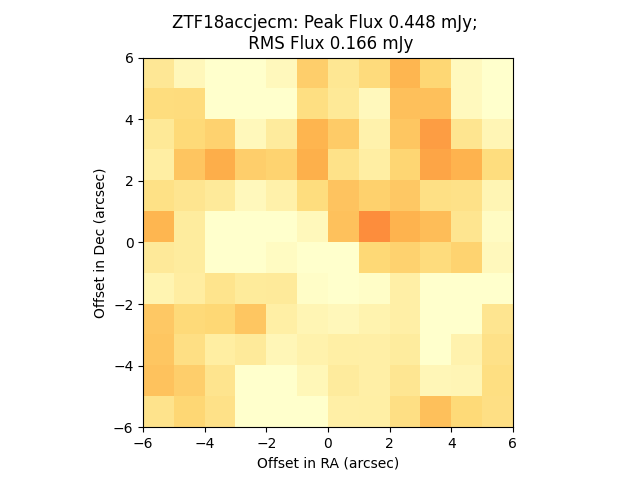 ZTF18accjecm: Peak Flux 0.448 mJy;
RMS Flux 0.166 mJy
6
4
2
0
−2
−4
−6
Offset in Dec (arcsec)
−6 −4 −2 0 2 4 6
Offset in RA (arcsec)